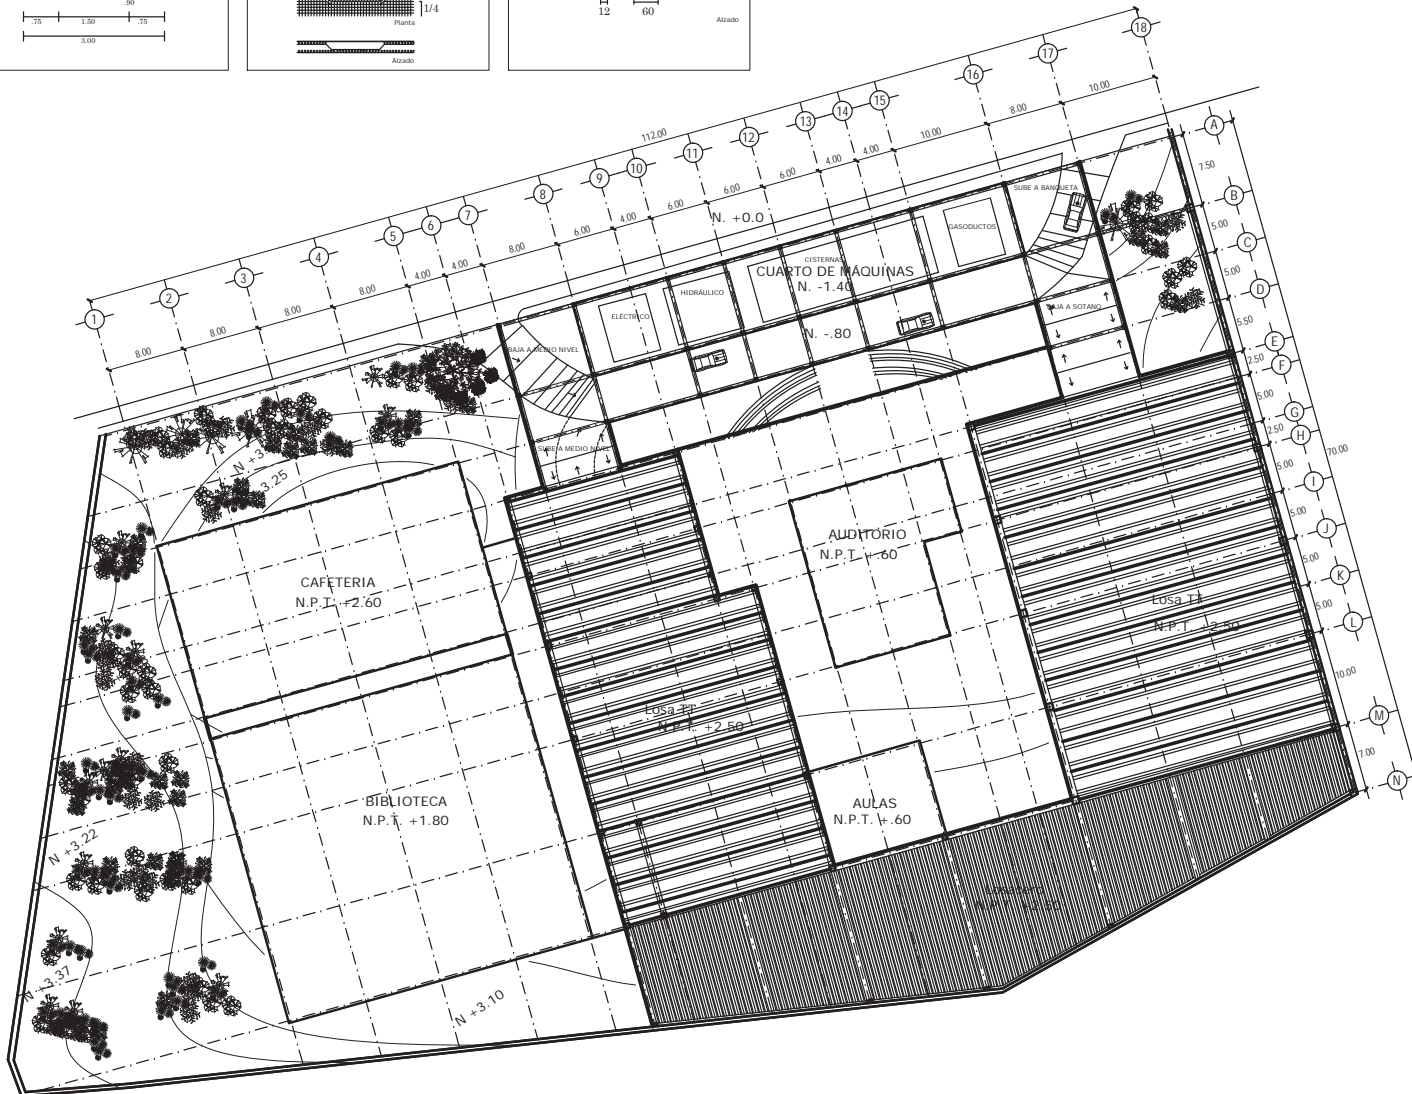 .90
.75 1.50 .75
3.00
1/4
Planta
Alzado
12 60
Alzado
112.00
1 2 3 4 5 6 7 8 9 10 11 12 13 14 15 16 17 18
8.00 8.00 8.00 8.00 4.00 4.00 8.00 6.00 4.00 6.00 6.00 6.00 4.00 4.00 10.00 8.00 10.00
A B C D E F G H I J K L M N
7.50 5.00 5.00 5.50 2.50 5.00 2.50 5.00 5.00 5.00 5.00 10.00 7.00
70.00
N. +0.0
SUBE A BANQUETA
GASODUCTOS
CISTERNAS
CUARTO DE MÁQUINAS
N. -1.40
HIDRÁULICO
ELÉCTRICO
BAJA A SOTANO
N. -.80
BAJA A MEDIO NIVEL
SUBE A MEDIO NIVEL
3.25
AUDITORIO
N.P.T. +.60
CAFETERIA
N.P.T. +2.60
Losa TT
N.P.T. +2.50
Losa TT
N.P.T. +2.50
BIBLIOTECA
N.P.T. +1.80
AULAS
N.P.T. +.60
N +3.22
Losacero
N +3.37
N +3.10